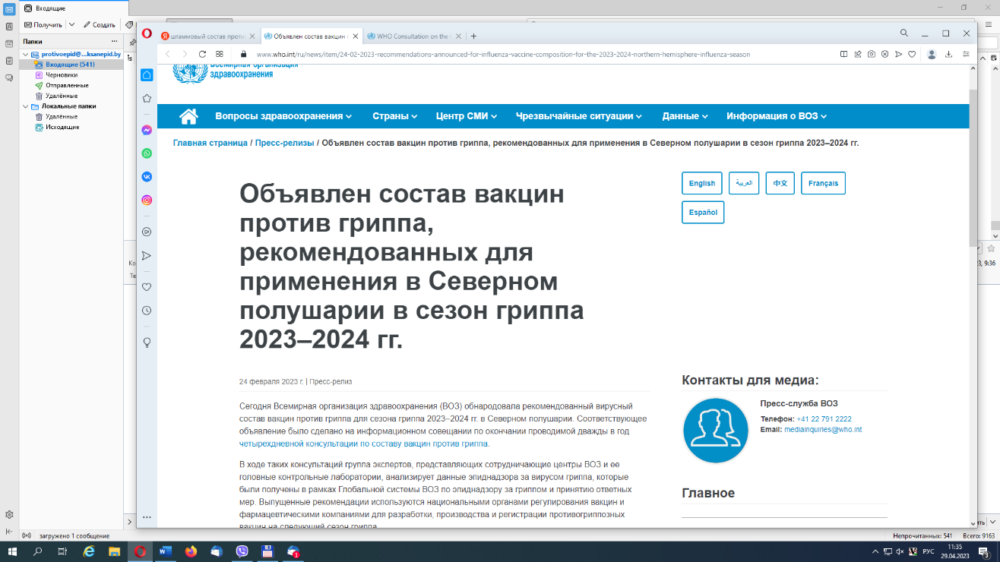 Входящие
Получить
Создать
Папки
protivoepid@...ksanepid.by
Входящие (541)
Черновики
Отправленные
Удалённые
Локальные папки
Удалённые
Исходящие
штаммовый состав проти
Объявлен состав вакцин
WHO Consultation on the
www.who.int/ru/news/item/24-02-2023-recommendations-announced-for-influenza-vaccine-composition-for-the-2023-2024-northern-hemisphere-influenza-season
Всемирная организация
здравоохранения
Вопросы здравоохранения
Страны
Центр СМИ
Чрезвычайные ситуации
Данные
Информация о ВОЗ
Главная страница / Пресс-релизы / Объявлен состав вакцин против гриппа, рекомендованных для применения в Северном полушарии в сезон гриппа 2023–2024 гг.
English
العربية
中文
Français
Español
Объявлен состав вакцин
против гриппа,
рекомендованных для
применения в Северном
полушарии в сезон гриппа
2023–2024 гг.
24 февраля 2023 г. | Пресс-релиз
Сегодня Всемирная организация здравоохранения (ВОЗ) обнародовала рекомендованный вирусный
состав вакцин против гриппа для сезона гриппа 2023–2024 гг. в Северном полушарии. Соответствующее
объявление было сделано на информационном совещании по окончании проводимой дважды в год
четырехдневной консультации по составу вакцин против гриппа.
В ходе таких консультаций группа экспертов, представляющих сотрудничающие центры ВОЗ и ее
головные контрольные лаборатории, анализирует данные эпиднадзора за вирусом гриппа, которые
были получены в рамках Глобальной системы ВОЗ по эпиднадзору за гриппом и принятию ответных
мер. Выпущенные рекомендации используются национальными органами регулирования вакцин и
фармацевтическими компаниями для разработки, производства и регистрации противогриппозных
вакцин на следующий сезон гриппа.
Контакты для медиа:
Пресс-служба ВОЗ
Телефон: +41 22 791 2222
Email: mediainquiries@who.int
Главное
Ко
Те
3, 9:36
ть
загружено 1 сообщение
Непрочитанных: 541
Всего: 9163
РУС
11:35
29.04.2023
1
3